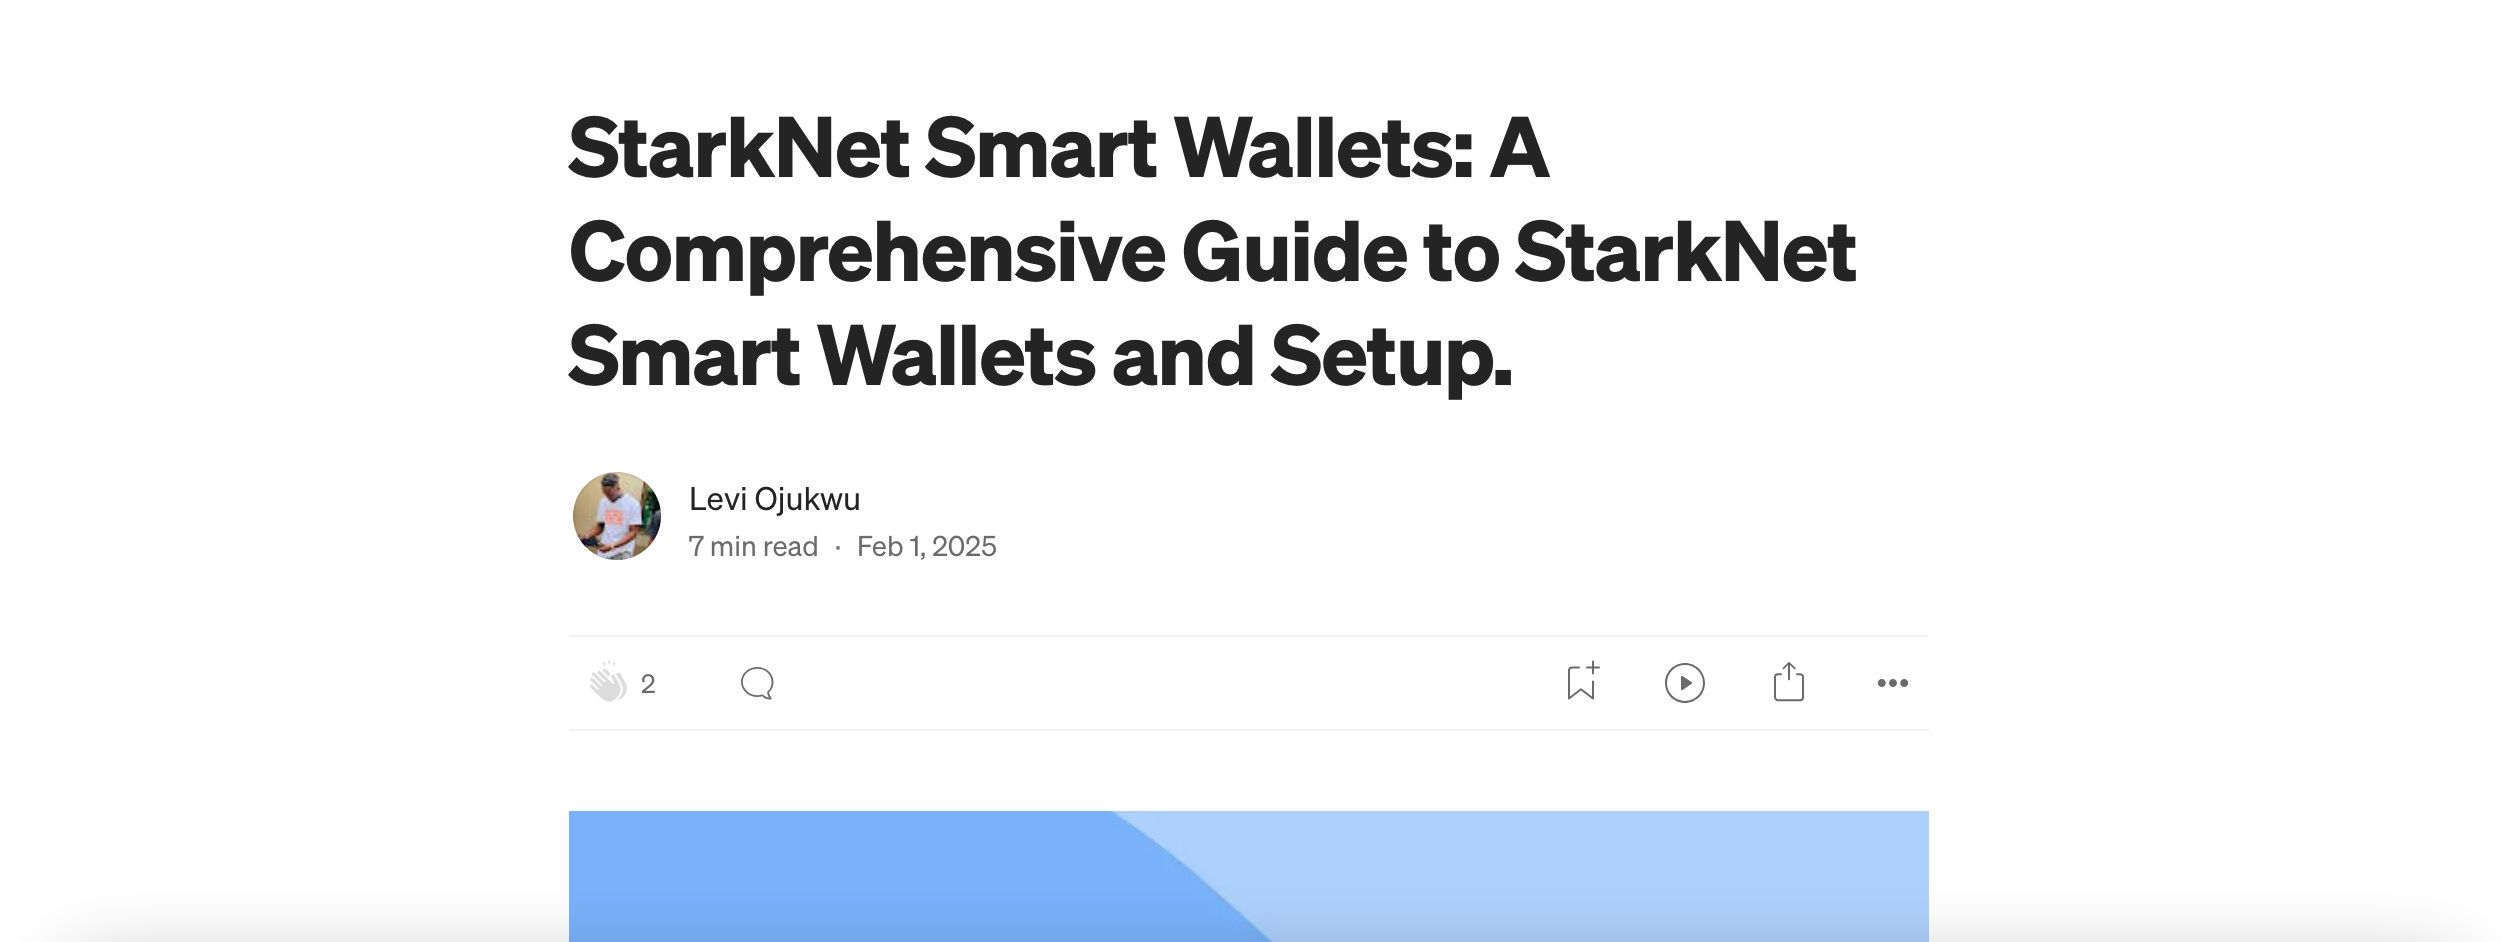 StarkNet Smart Wallets: A
Comprehensive Guide to StarkNet
Smart Wallets and Setup.
Levi Ojukwu
7 min read · Feb 1, 2025
2